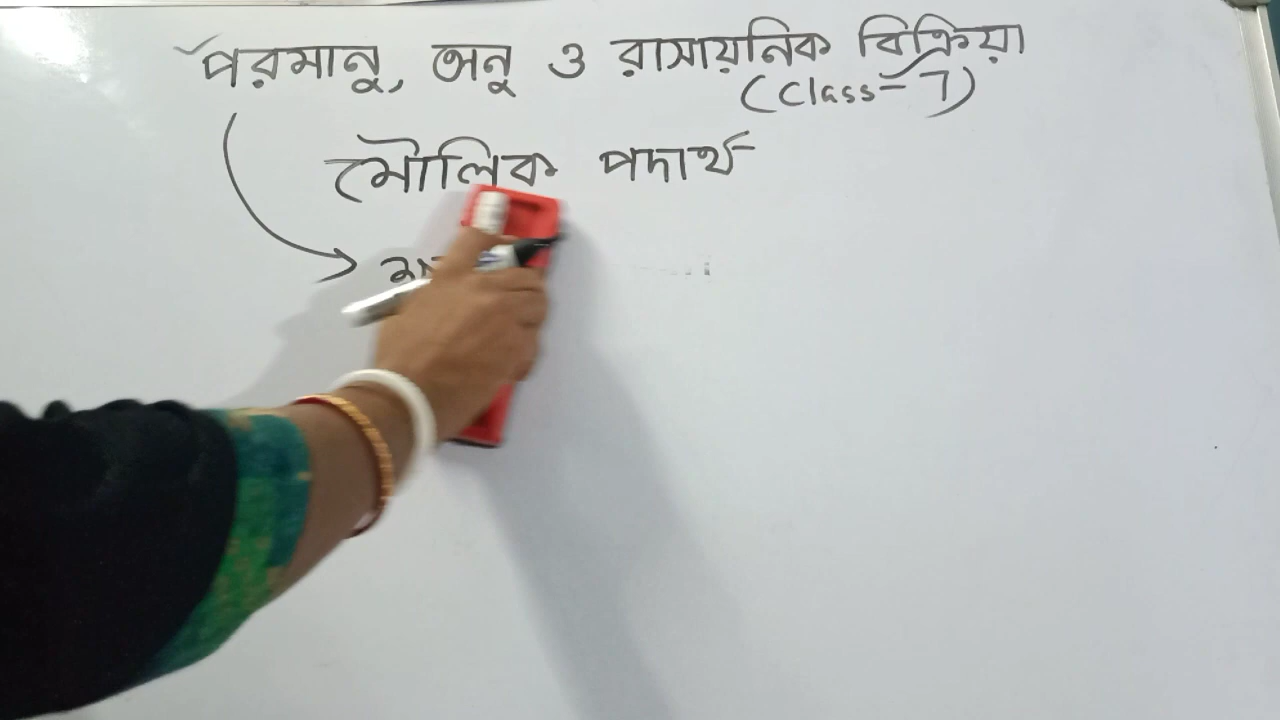 পরমানু, অনু ও রাসায়নিক বিক্রিয়া
(Class-7)
মৌলিক পদার্থ